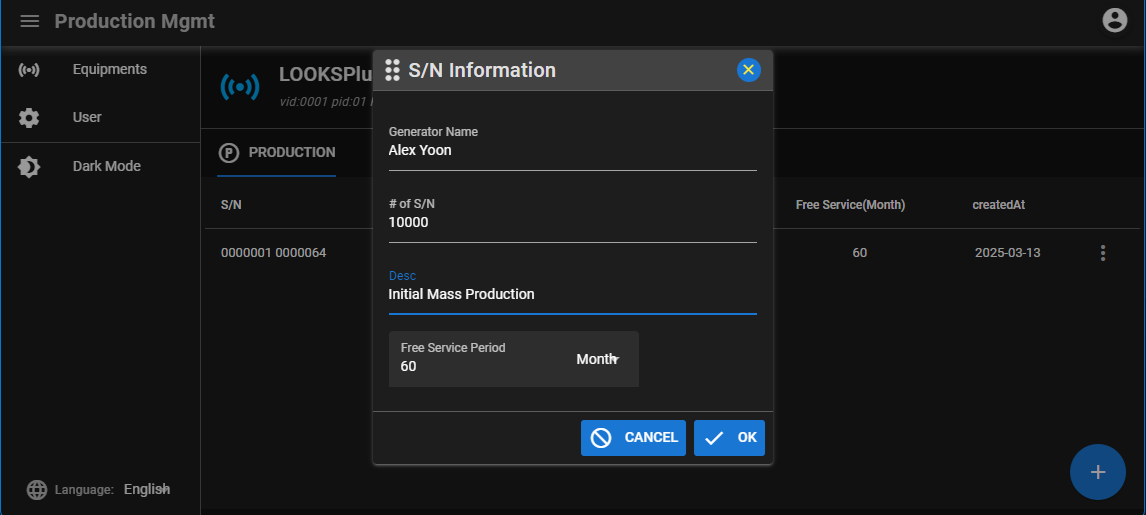 Production Mgmt
Equipments
User
Dark Mode
Language: English
LOOKSPlu
vid:0001 pid:01
PRODUCTION
S/N
Free Service(Month)
createdAt
0000001 0000064
60
2025-03-13
S/N Information
Generator Name
Alex Yoon
# of S/N
10000
Desc
Initial Mass Production
Free Service Period
60
Month
CANCEL
OK